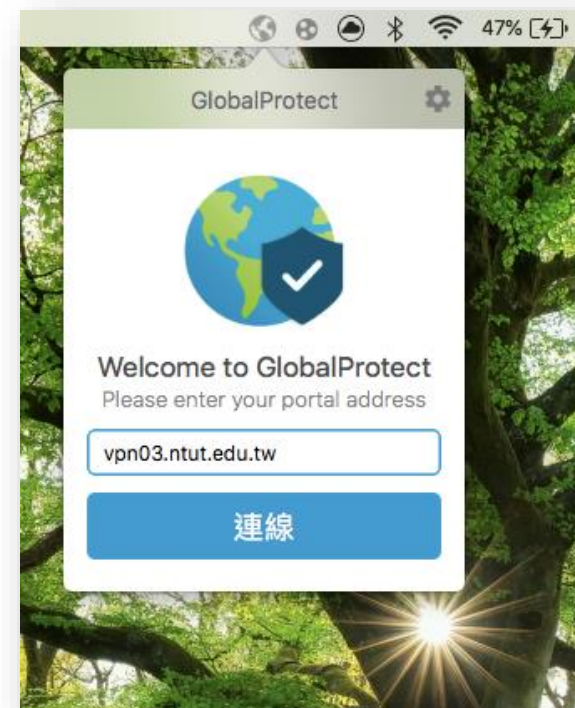 47%
GlobalProtect
Welcome to GlobalProtect
Please enter your portal address
vpn03.ntut.edu.tw
連線